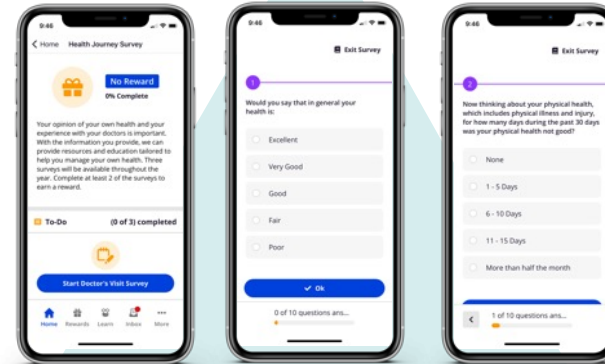 9:46
Home Health Journey Survey
No Reward
0% Complete
Your opinion of your own health and your
experience with your doctors is important.
With the information you provide, we can
provide resources and education tailored to
help you manage your own health. Three
surveys will be available throughout the
year. Complete at least 2 of the surveys to
earn a reward.
To-Do (0 of 3) completed
Start Doctor's Visit Survey
Home Rewards Learn Inbox More
9:46
Exit Survey
1
Would you say that in general your
health is:
Excellent
Very Good
Good
Fair
Poor
Ok
0 of 10 questions ans...
9:46
Exit Survey
2
Now thinking about your physical health,
which includes physical illness and injury,
for how many days during the past 30 days
was your physical health not good?
None
1 - 5 Days
6 - 10 Days
11 - 15 Days
More than half the month
1 of 10 questions ans...